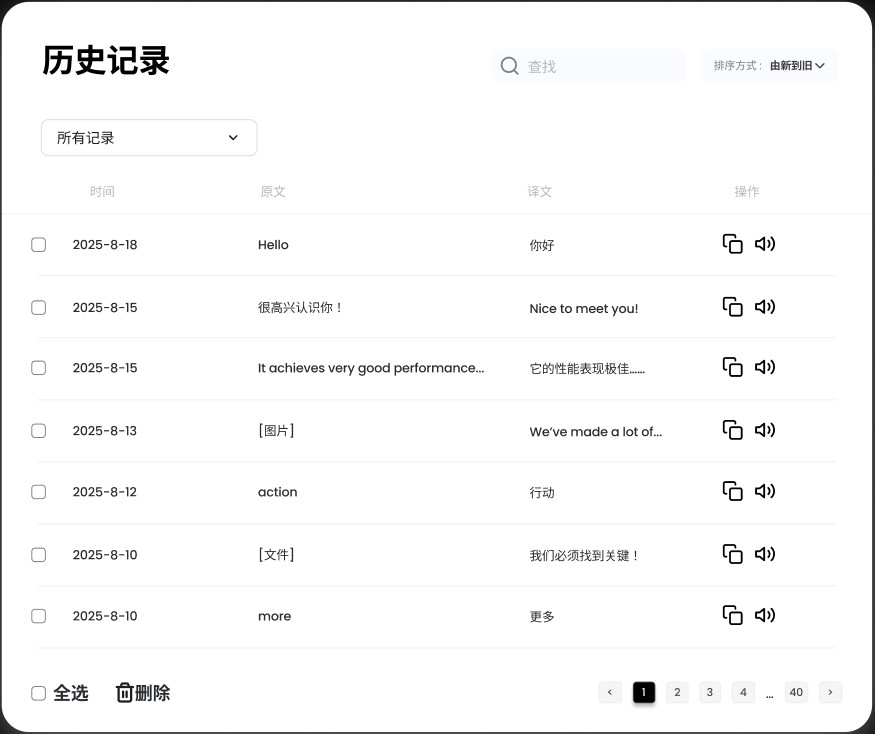 历史记录
查找
排序方式： 由新到旧
所有记录
时间 原文 译文 操作
2025-8-18 Hello 你好
2025-8-15 很高兴认识你！ Nice to meet you!
2025-8-15 It achieves very good performance... 它的性能表现极佳……
2025-8-13 [图片] We’ve made a lot of...
2025-8-12 action 行动
2025-8-10 [文件] 我们必须找到关键！
2025-8-10 more 更多
全选 删除 < 1 2 3 4 ... 40 >